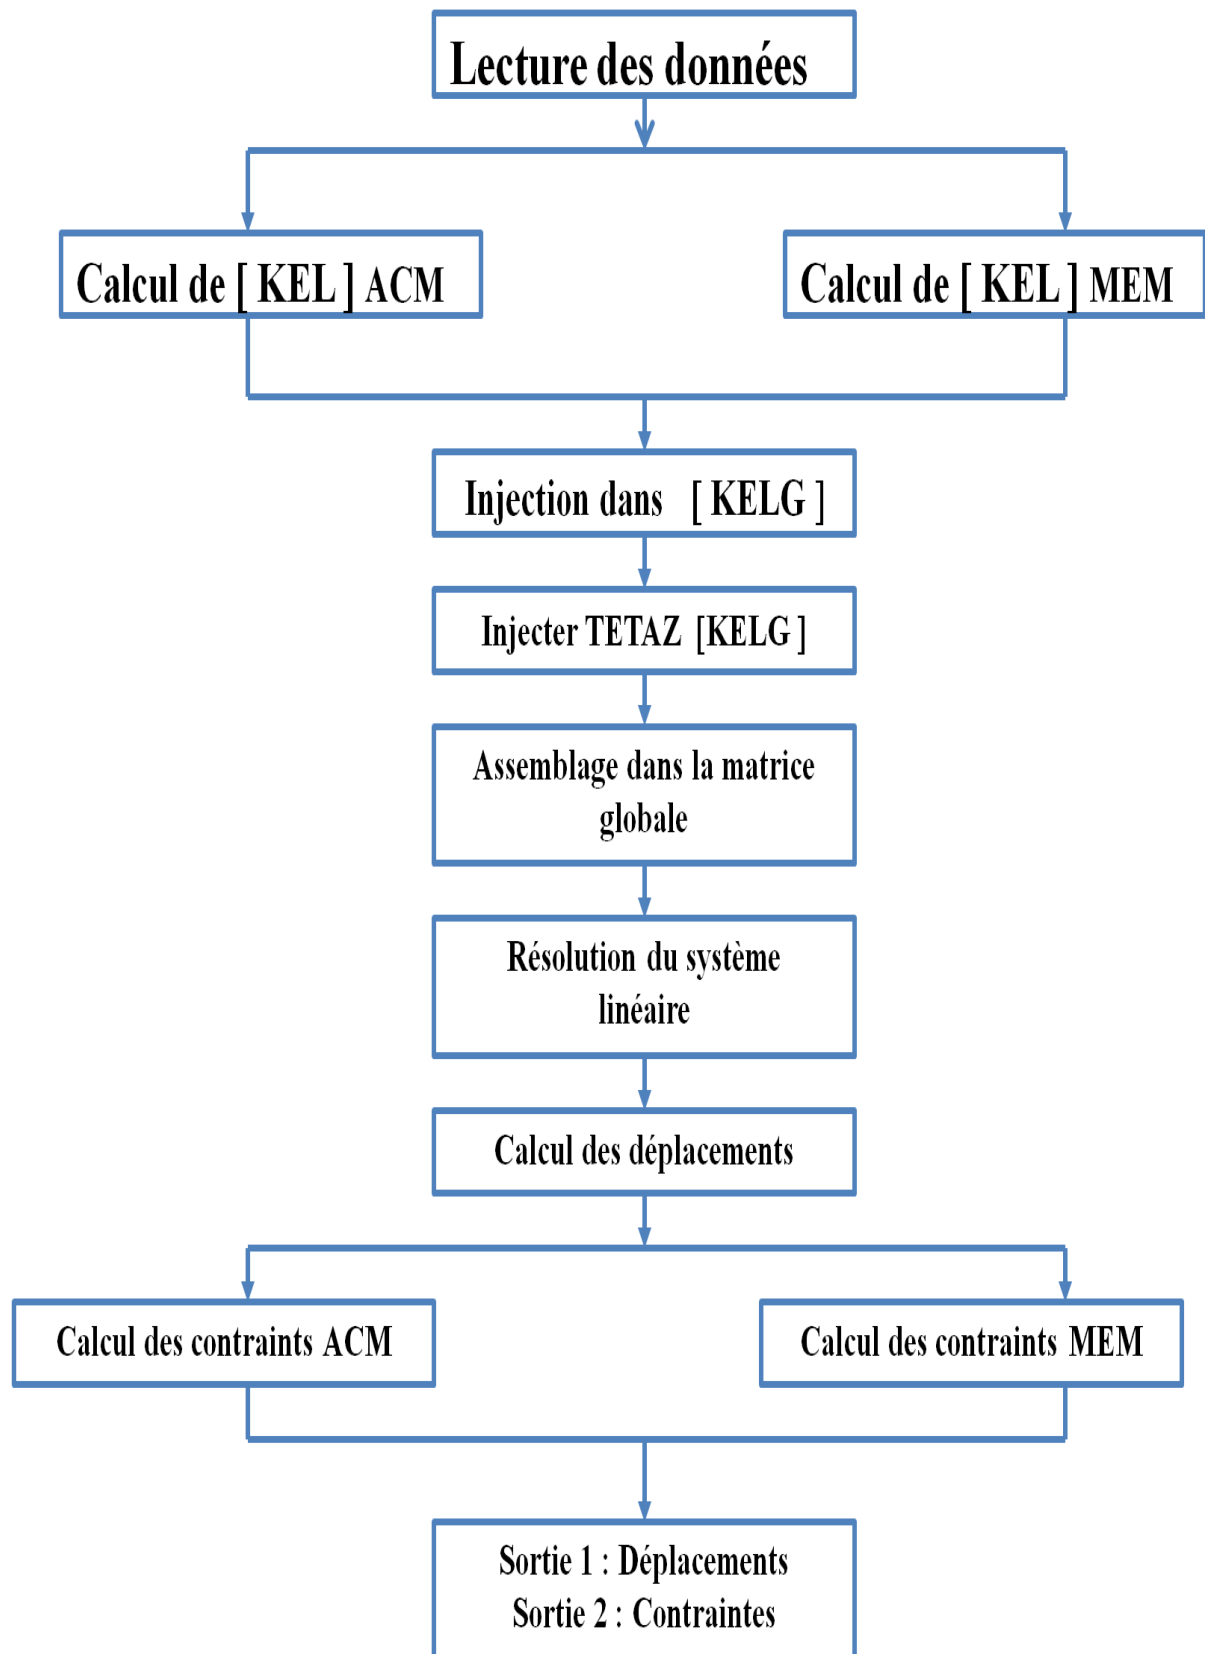 Lecture des données
Calcul de [ KEL ] ACM
Calcul de [ KEL ] MEM
Injection dans [ KELG ]
Injecter TETAZ [KELG ]
Assemblage dans la matrice
globale
Résolution du système
linéaire
Calcul des déplacements
Calcul des contraints ACM
Calcul des contraints MEM
Sortie 1 : Déplacements
Sortie 2 : Contraintes